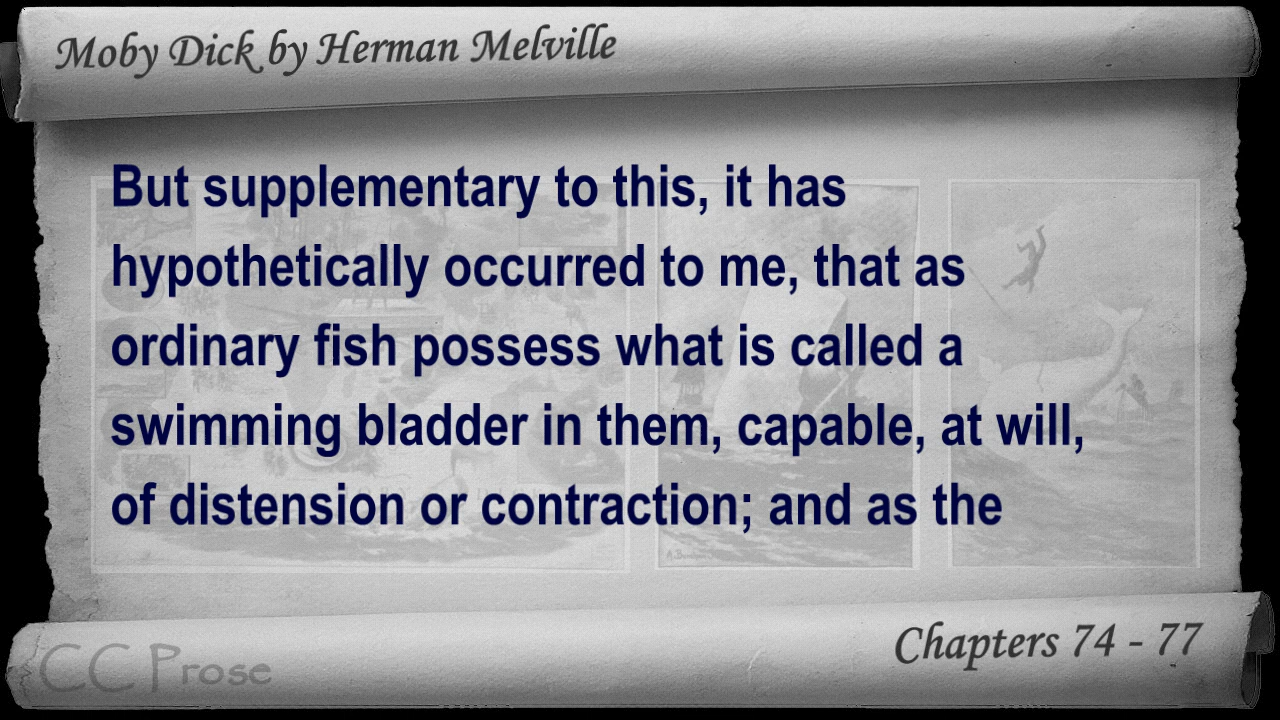 Moby Dick by Herman Melville
But supplementary to this, it has
hypothetically occurred to me, that as
ordinary fish possess what is called a
swimming bladder in them, capable, at will,
of distension or contraction; and as the
Chapters 74 - 77
CC Prose